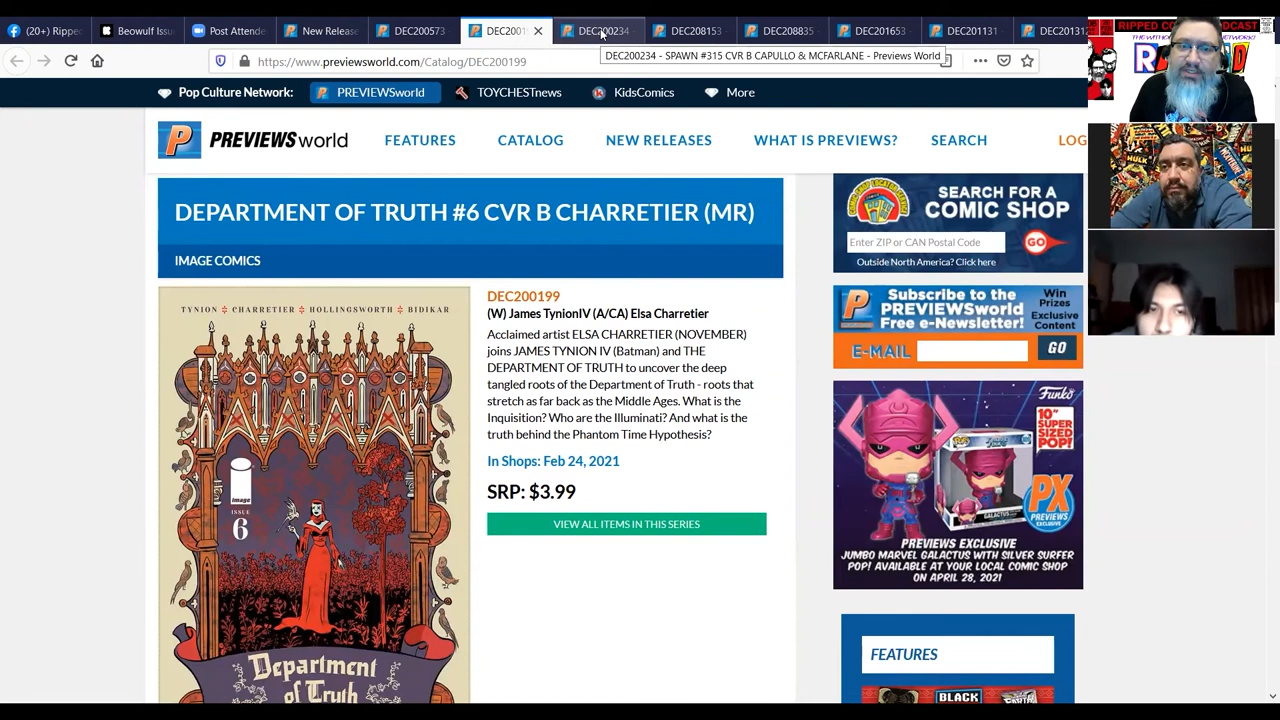 (20+) Ripped
Beowulf Issu
Post Attende
New Release
DEC200573
DEC2001
DEC200234
DEC208153
DEC208835
DEC201653
DEC201131
DEC201312
https://www.previewsworld.com/Catalog/DEC200199
DEC200234 - SPAWN #315 CVR B CAPULLO & MCFARLANE - Previews World
Pop Culture Network:
PREVIEWSworld
TOYCHESTnews
KidsComics
More
PREVIEWSworld
FEATURES
CATALOG
NEW RELEASES
WHAT IS PREVIEWS?
SEARCH
LOG
DEPARTMENT OF TRUTH #6 CVR B CHARRETIER (MR)
IMAGE COMICS
TYNION CHARRETIER HOLLINGSWORTH BIDIKAR
image
ISSUE
6
Department
of Truth
DEC200199
(W) James TynionIV (A/CA) Elsa Charretier
Acclaimed artist ELSA CHARRETIER (NOVEMBER)
joins JAMES TYNION IV (Batman) and THE
DEPARTMENT OF TRUTH to uncover the deep
tangled roots of the Department of Truth - roots that
stretch as far back as the Middle Ages. What is the
Inquisition? Who are the Illuminati? And what is the
truth behind the Phantom Time Hypothesis?
In Shops: Feb 24, 2021
SRP: $3.99
VIEW ALL ITEMS IN THIS SERIES
SEARCH FOR A
COMIC SHOP
Enter ZIP or CAN Postal Code
GO
Outside North America? Click here
Subscribe to the
PREVIEWSworld
Free e-Newsletter!
Win
Prizes
Exclusive
Content
E-MAIL
GO
Funko
10"
SUPER
SIZED
POP!
PX
PREVIEWS
EXCLUSIVE
PREVIEWS EXCLUSIVE
JUMBO MARVEL GALACTUS WITH SILVER SURFER
POP! AVAILABLE AT YOUR LOCAL COMIC SHOP
ON APRIL 28, 2021
FEATURES
BLACK
HULK